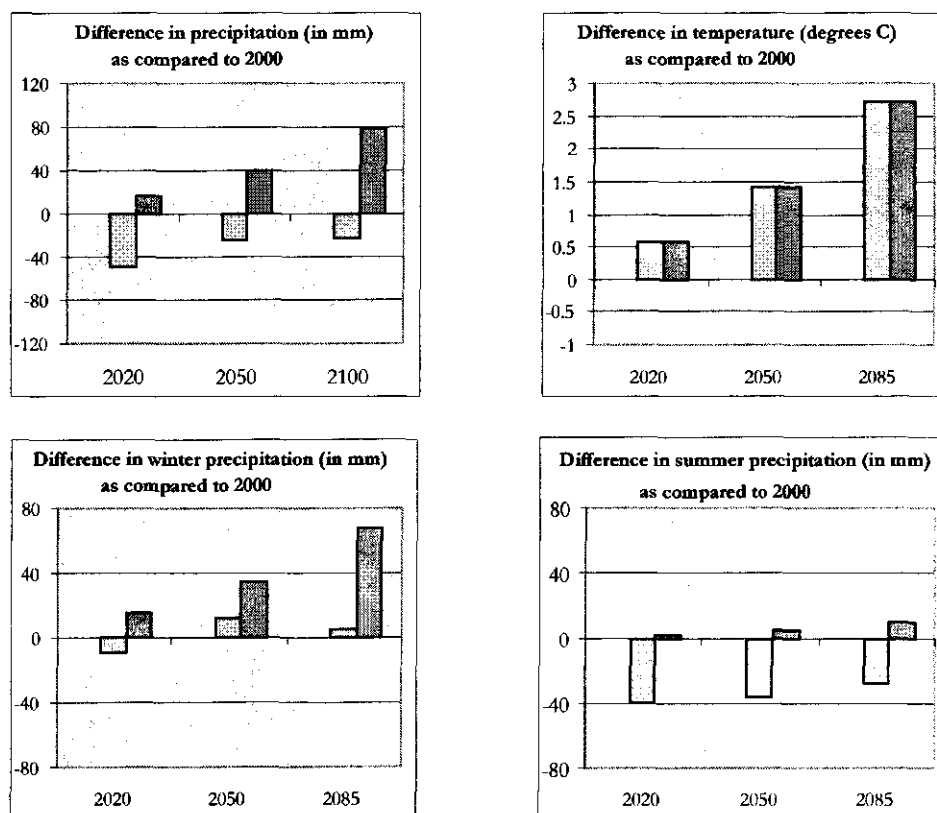 Difference in precipitation (in mm)
as compared to 2000
120
80
40
0
-40
-80
-120
2020 2050 2100
Difference in temperature (degrees C)
as compared to 2000
3
2.5
2
1.5
1
0.5
0
-0.5
-1
2020 2050 2085
Difference in winter precipitation (in mm)
as compared to 2000
80
40
0
-40
-80
2020 2050 2085
Difference in summer precipitation (in mm)
as compared to 2000
80
40
0
-40
-80
2020 2050 2085